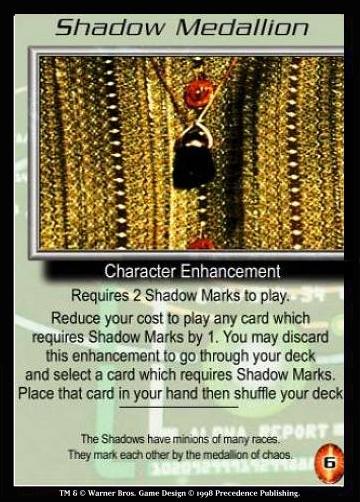 Shadow Medallion
Character Enhancement
Requires 2 Shadow Marks to play.
Reduce your cost to play any card which
requires Shadow Marks by 1. You may discard
this enhancement to go through your deck
and select a card which requires Shadow Marks.
Place that card in your hand then shuffle your deck
The Shadows have minions of many races.
They mark each other by the medallion of chaos.
6
TM & © Warner Bros. Game Design © 1998 Precedence Publishing.